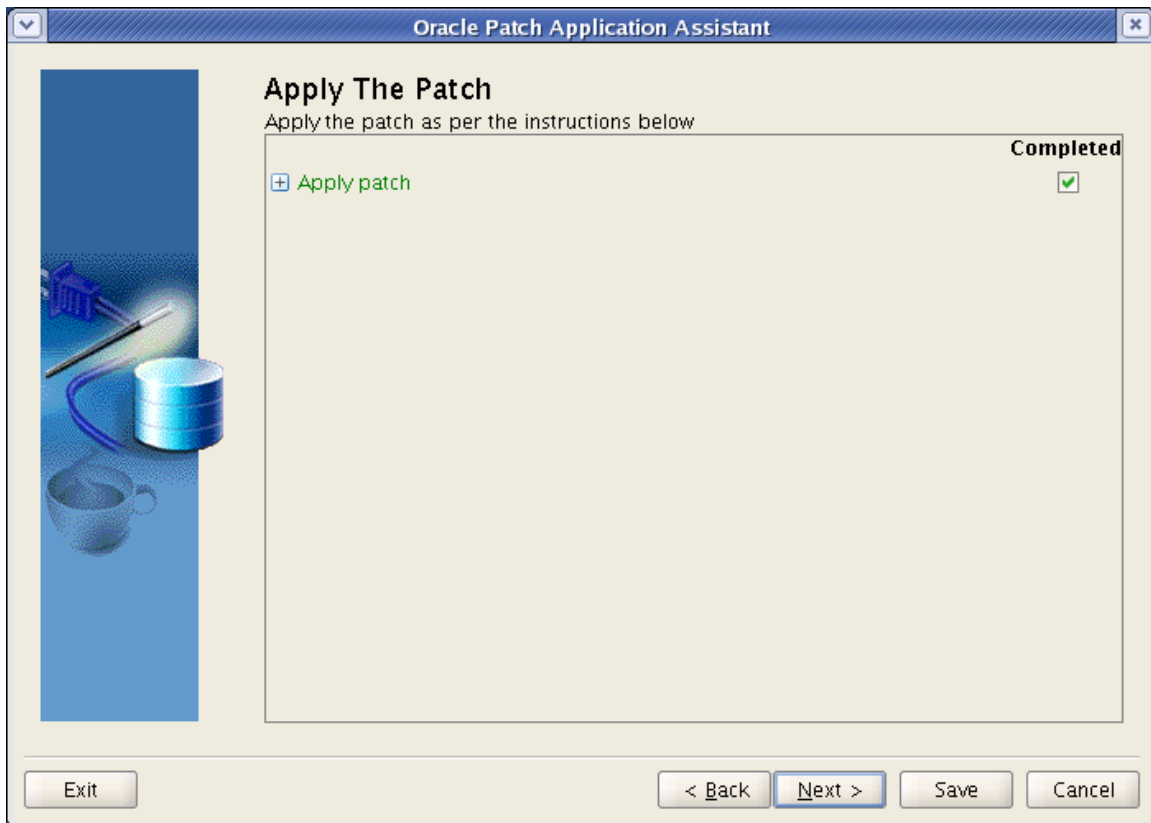 Oracle Patch Application Assistant
Apply The Patch
Apply the patch as per the instructions below
Completed
Apply patch
Exit
< Back
Next >
Save
Cancel